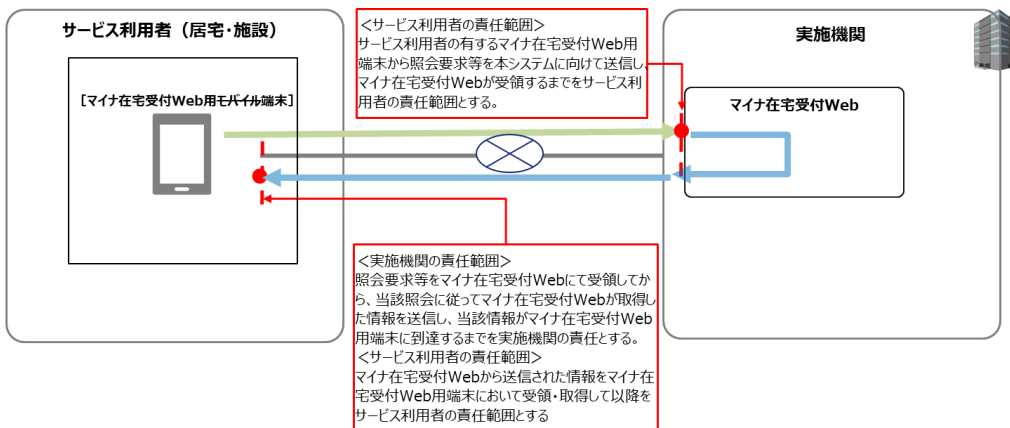 サービス利用者（居宅・施設）
[マイナ在宅受付Web用モバイル端末]
＜サービス利用者の責任範囲＞
サービス利用者の有するマイナ在宅受付Web用
端末から照会要求等を本システムに向けて送信し、
マイナ在宅受付Webが受領するまでをサービス利
用者の責任範囲とする。
実施機関
マイナ在宅受付Web
＜実施機関の責任範囲＞
照会要求等をマイナ在宅受付Webにて受領してか
ら、当該照会に従ってマイナ在宅受付Webが取得し
た情報を送信し、当該情報がマイナ在宅受付Web
用端末に到達するまでを実施機関の責任とする。
＜サービス利用者の責任範囲＞
マイナ在宅受付Webから送信された情報をマイナ在
宅受付Web用端末において受領・取得して以降を
サービス利用者の責任範囲とする